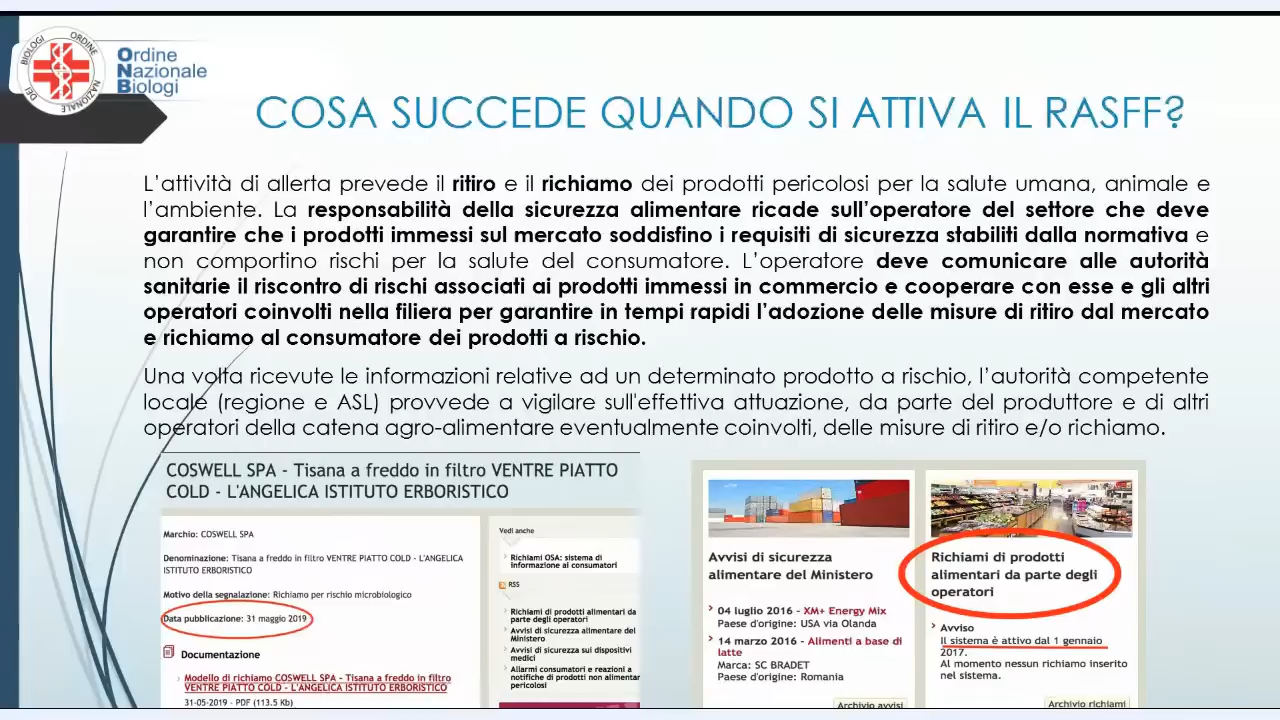 ORDINE NAZIONALE DEI BIOLOGI
Ordine
Nazionale
Biologi
COSA SUCCEDE QUANDO SI ATTIVA IL RASFF?
L'attività di allerta prevede il ritiro e il richiamo dei prodotti pericolosi per la salute umana, animale e
l'ambiente. La responsabilità della sicurezza alimentare ricade sull'operatore del settore che deve
garantire che i prodotti immessi sul mercato soddisfino i requisiti di sicurezza stabiliti dalla normativa e
non comportino rischi per la salute del consumatore. L'operatore deve comunicare alle autorità
sanitarie il riscontro di rischi associati ai prodotti immessi in commercio e cooperare con esse e gli altri
operatori coinvolti nella filiera per garantire in tempi rapidi l'adozione delle misure di ritiro dal mercato
e richiamo al consumatore dei prodotti a rischio.
Una volta ricevute le informazioni relative ad un determinato prodotto a rischio, l'autorità competente
locale (regione e ASL) provvede a vigilare sull'effettiva attuazione, da parte del produttore e di altri
operatori della catena agro-alimentare eventualmente coinvolti, delle misure di ritiro e/o richiamo.
COSWELL SPA - Tisana a freddo in filtro VENTRE PIATTO
COLD - L'ANGELICA ISTITUTO ERBORISTICO
Marchio: COSWELL SPA
Denominazione: Tisana a freddo in filtro VENTRE PIATTO COLD - L'ANGELICA
ISTITUTO ERBORISTICO
Motivo della segnalazione: Richiamo per rischio microbiologico
Data pubblicazione: 31 maggio 2019
Documentazione
Modello di richiamo COSWELL SPA - Tisana a freddo in filtro
VENTRE PIATTO COLD - L'ANGELICA ISTITUTO ERBORISTICO
31-05-2019 - PDF (113.5 Kb)
Vedi anche
Richiami OSA: sistema di
informazione ai consumatori
RSS
Richiami di prodotti alimentari da
parte degli operatori
Avvisi di sicurezza alimentare del
Ministero
Avvisi di sicurezza sui dispositivi
medici
Allarmi consumatori e reazioni a
notifiche di prodotti non alimentar
pericolosi
Avvisi di sicurezza
alimentare del Ministero
04 luglio 2016 - XM+ Energy Mix
Paese d'origine: USA via Olanda
14 marzo 2016 - Alimenti a base di
latte
Marca: SC BRADET
Paese d'origine: Romania
Archivio avvisi
Richiami di prodotti
alimentari da parte degli
operatori
Avviso
Il sistema è attivo dal 1 gennaio
2017.
Al momento nessun richiamo inserito
nel sistema.
Archivio richiami